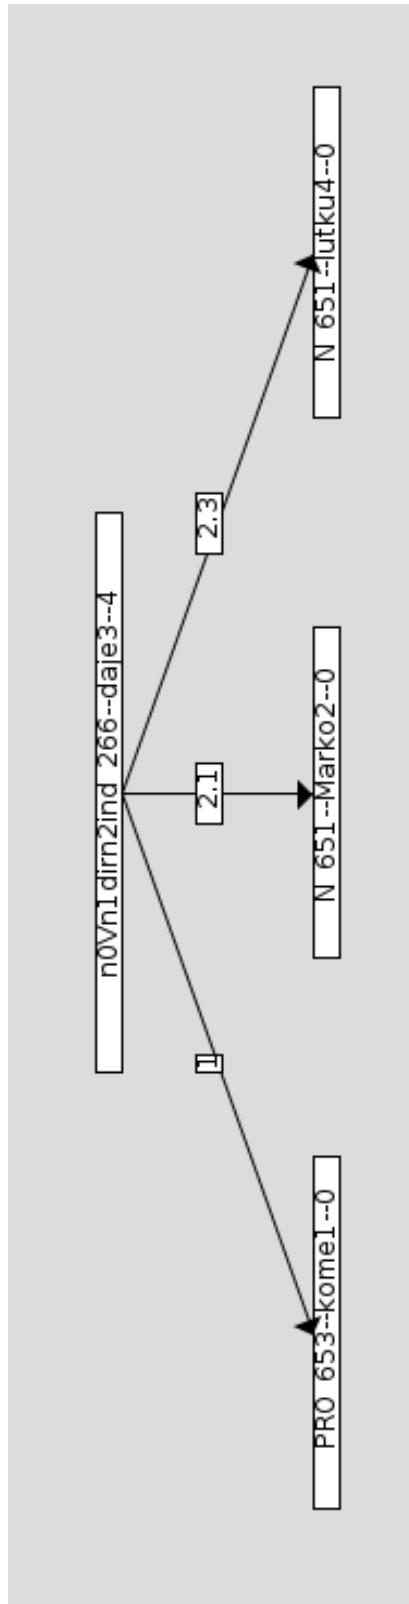 n0Vn1dirn2ind 266--daje3--4
1
2.1
2.3
PRO 653--kome1--0
N 651--Marko2--0
N 651--lutku4--0